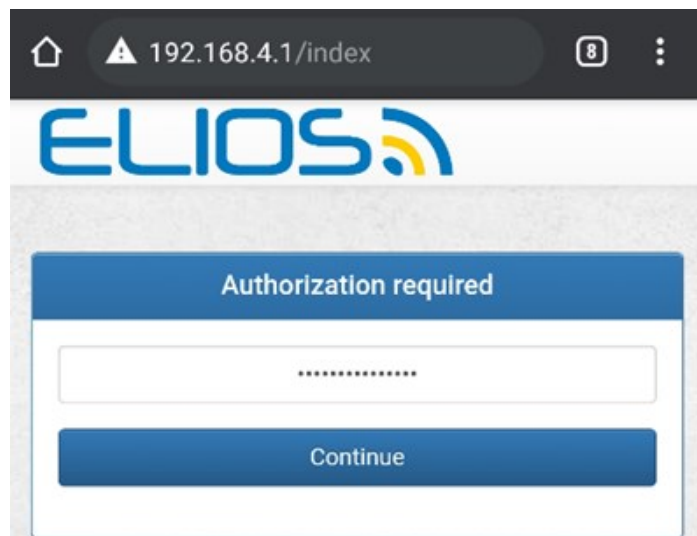 192.168.4.1/index
8
ELIOS
Authorization required
•••••••••••••••
Continue